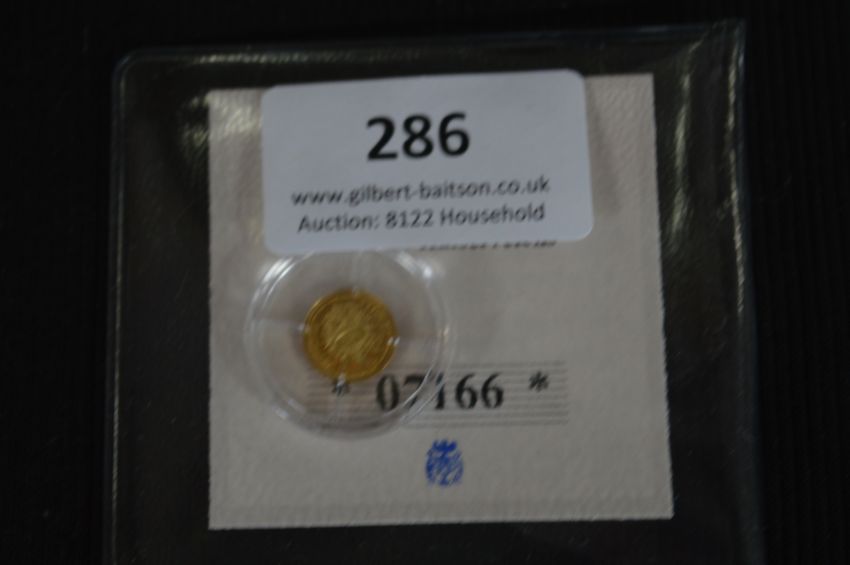 286
www.gilbert-baitson.co.uk
Auction: 8122 Household
* 07166 *